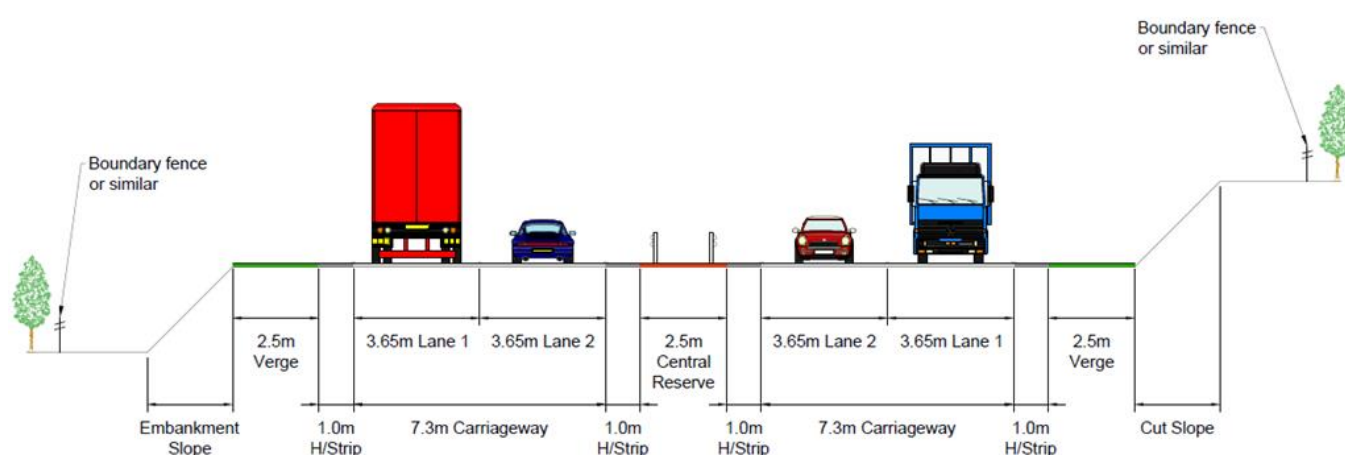 Boundary fence
or similar
Boundary fence
or similar
2.5m
Verge
3.65m Lane 1
3.65m Lane 2
2.5m
Central
Reserve
3.65m Lane 2
3.65m Lane 1
2.5m
Verge
Embankment
Slope
1.0m
H/Strip
7.3m Carriageway
1.0m
H/Strip
1.0m
H/Strip
7.3m Carriageway
1.0m
H/Strip
Cut Slope